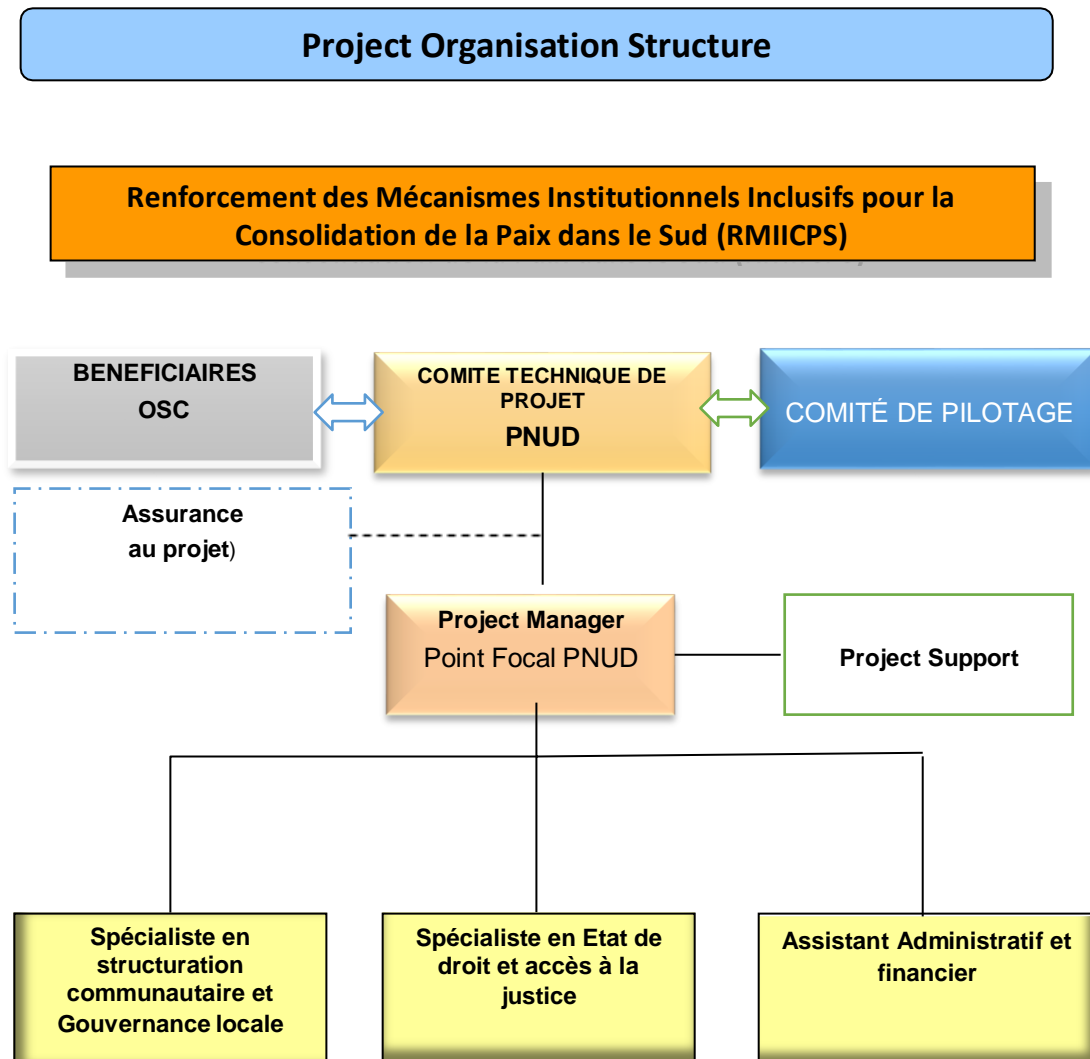 Project Organisation Structure
Renforcement des Mécanismes Institutionnels Inclusifs pour la
Consolidation de la Paix dans le Sud (RMIICPS)
BENEFICIAIRES
OSC
COMITE TECHNIQUE DE
PROJET
PNUD
COMITÉ DE PILOTAGE
Assurance
au projet)
Project Manager
Point Focal PNUD
Project Support
Spécialiste en
structuration
communautaire et
Gouvernance locale
Spécialiste en Etat de
droit et accès à la
justice
Assistant Administratif et
financier